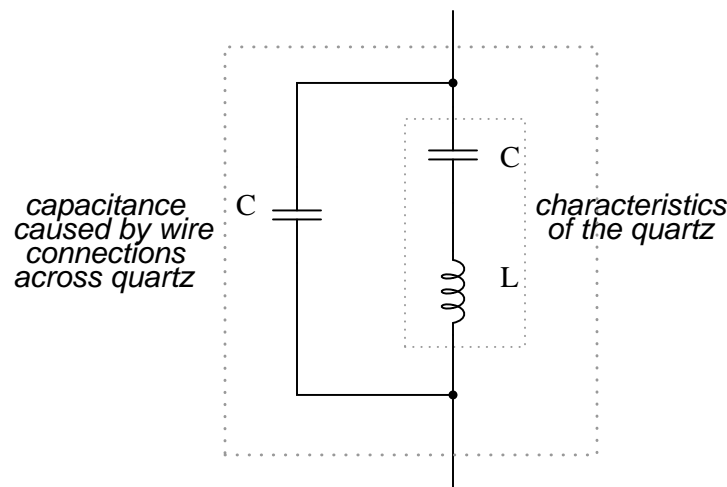 capacitance
caused by wire
connections
across quartz
C
C
L
characteristics
of the quartz